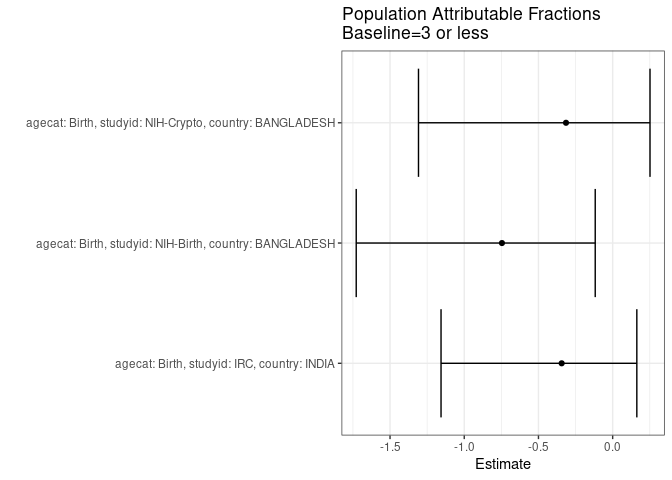 Population Attributable Fractions
Baseline=3 or less
agecat: Birth, studyid: NIH-Crypto, country: BANGLADESH
agecat: Birth, studyid: NIH-Birth, country: BANGLADESH
agecat: Birth, studyid: IRC, country: INDIA
-1.5 -1.0 -0.5 0.0
Estimate